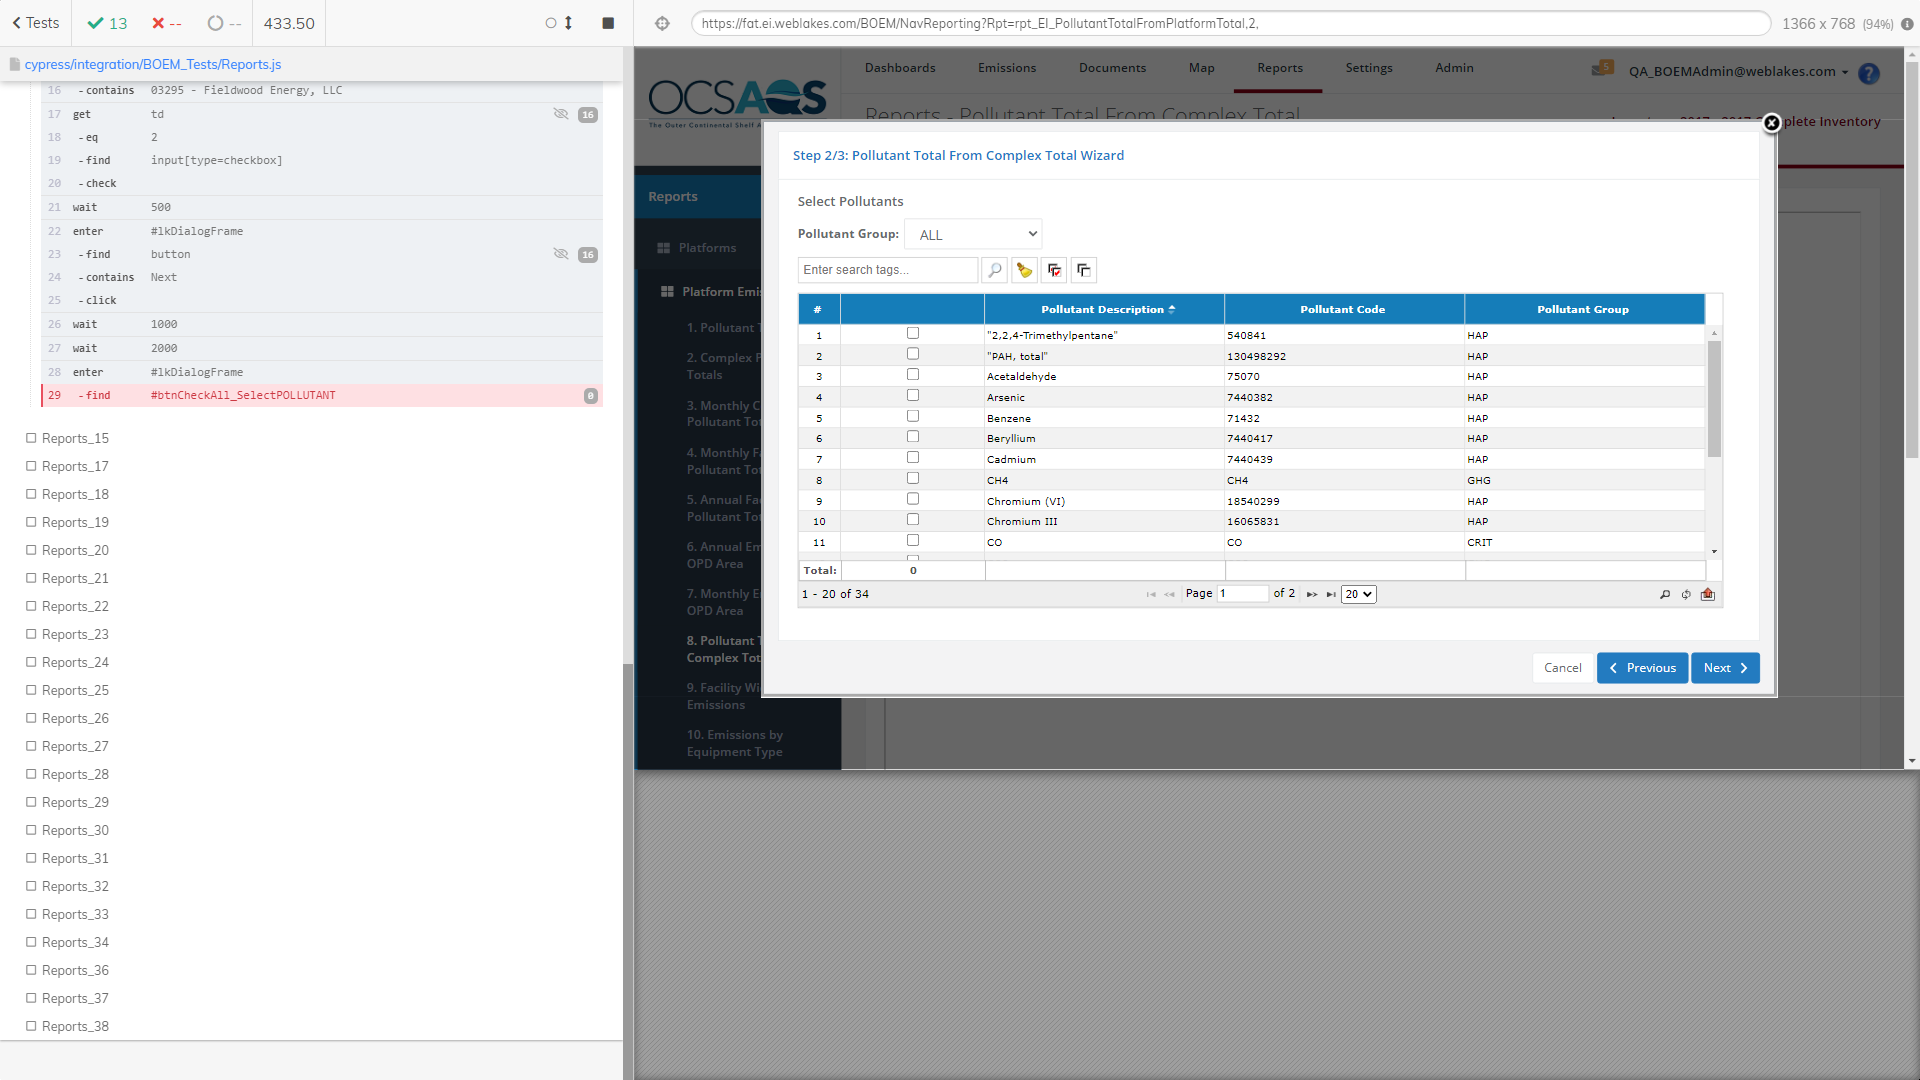 Tests
13
--
--
433.50
https://fat.ei.weblakes.com/BOEM/NavReporting?Rpt=rpt_EI_PollutantTotalFromPlatformTotal,2,
1366 x 768 (94%)
cypress/integration/BOEM_Tests/Reports.js
16 - contains 03295 - Fieldwood Energy, LLC
17 get td 16
18 - eq 2
19 - find input[type=checkbox]
20 - check
21 wait 500
22 enter #lkDialogFrame
23 - find button 16
24 - contains Next
25 - click
26 wait 1000
27 wait 2000
28 enter #lkDialogFrame
29 - find #btnCheckAll_SelectPOLLUTANT 0
Reports_15
Reports_17
Reports_18
Reports_19
Reports_20
Reports_21
Reports_22
Reports_23
Reports_24
Reports_25
Reports_26
Reports_27
Reports_28
Reports_29
Reports_30
Reports_31
Reports_32
Reports_33
Reports_34
Reports_36
Reports_37
Reports_38
OCSAQS
The Outer Continental Shelf A
Dashboards Emissions Documents Map Reports Settings Admin
5
QA_BOEMAdmin@weblakes.com
?
Reports - Pollutant Total From Complex Total
plete Inventory
Reports
Platforms
Platform Emi
1. Pollutant T
2. Complex P
Totals
3. Monthly C
Pollutant Tot
4. Monthly F
Pollutant Tot
5. Annual Fa
Pollutant Tot
6. Annual Em
OPD Area
7. Monthly E
OPD Area
8. Pollutant T
Complex Tot
9. Facility Wi
Emissions
10. Emissions by
Equipment Type
Step 2/3: Pollutant Total From Complex Total Wizard
Select Pollutants
Pollutant Group: ALL
Enter search tags...
# Pollutant Description Pollutant Code Pollutant Group
1 "2,2,4-Trimethylpentane" 540841 HAP
2 "PAH, total" 130498292 HAP
3 Acetaldehyde 75070 HAP
4 Arsenic 7440382 HAP
5 Benzene 71432 HAP
6 Beryllium 7440417 HAP
7 Cadmium 7440439 HAP
8 CH4 CH4 GHG
9 Chromium (VI) 18540299 HAP
10 Chromium III 16065831 HAP
11 CO CO CRIT
Total: 0
1 - 20 of 34 Page 1 of 2 20
Cancel Previous Next